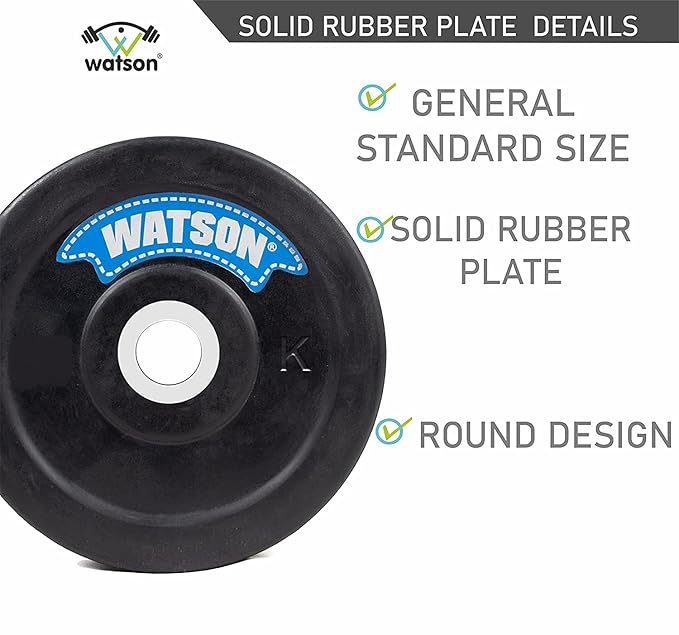 watson®
SOLID RUBBER PLATE DETAILS
GENERAL
STANDARD SIZE
SOLID RUBBER
PLATE
WATSON®
K
ROUND DESIGN